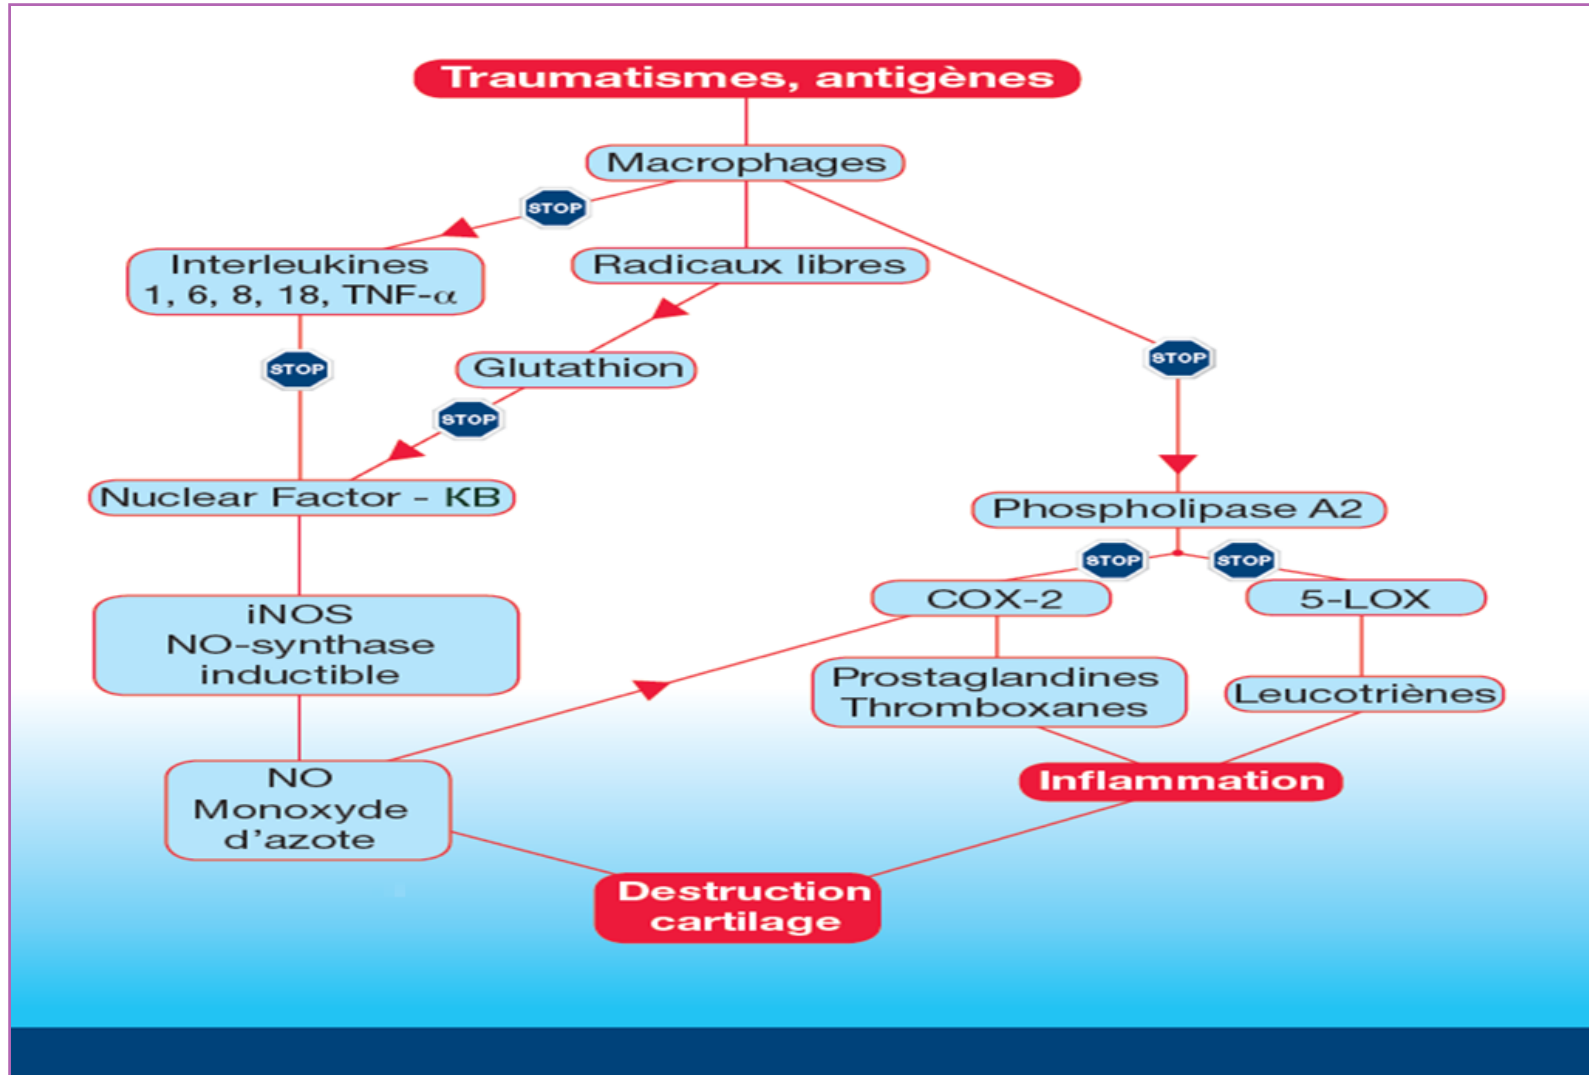 Traumatismes, antigènes
Macrophages
STOP
Interleukines
1, 6, 8, 18, TNF-α
Radicaux libres
STOP
Glutathion
STOP
STOP
Nuclear Factor - KB
Phospholipase A2
STOP
STOP
iNOS
NO-synthase
inductible
COX-2
5-LOX
Prostaglandines
Thromboxanes
Leucotriènes
NO
Monoxyde
d'azote
Inflammation
Destruction
cartilage